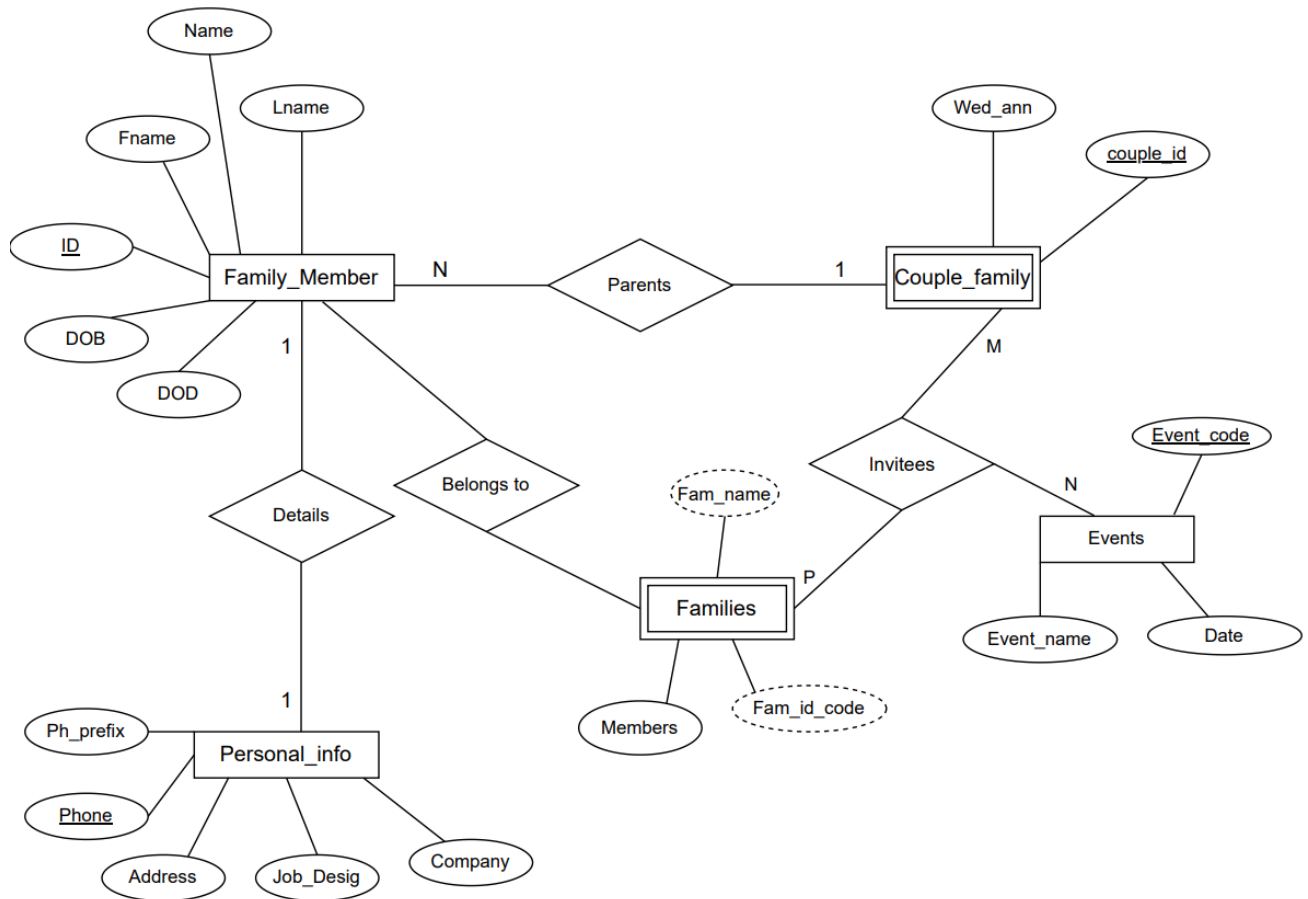 Name
Lname
Wed_ann
Fname
couple_id
ID
Family_Member
N
Parents
1
Couple_family
DOB
1
M
DOD
Event_code
Belongs to
Invitees
N
Fam_name
Details
Events
P
Families
Event_name
Date
1
Members
Fam_id_code
Ph_prefix
Personal_info
Phone
Address
Job_Desig
Company